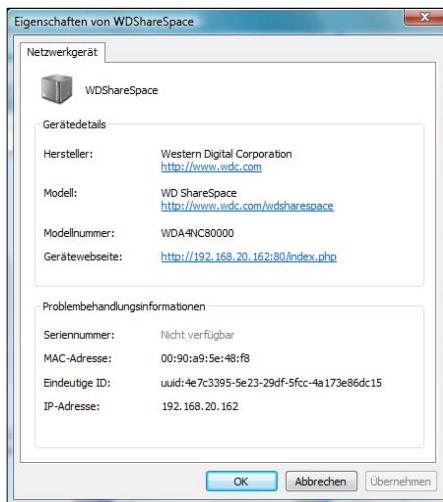 Eigenschaften von WDShareSpace
Netzwerkgerät
WDShareSpace
Gerätedetails
Hersteller: Western Digital Corporation
http://www.wdc.com
Modell: WD ShareSpace
http://www.wdc.com/wdsharespace
Modellnummer: WDA4NC80000
Gerätewebseite: http://192.168.20.162:80/index.php
Problembehandlungsinformationen
Seriennummer: Nicht verfügbar
MAC-Adresse: 00:90:a9:5e:48:f8
Eindeutige ID: uuid:4e7c3395-5e23-29df-5fcc-4a173e86dc15
IP-Adresse: 192.168.20.162
OK Abbrechen Übernehmen